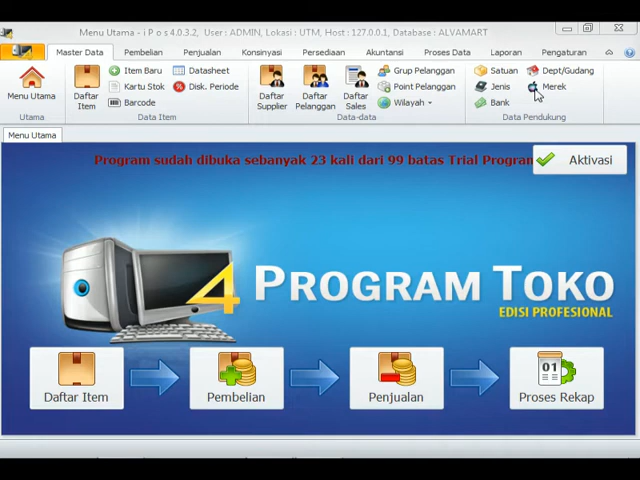 Menu Utama - i P o s 4.0.3.2, User : ADMIN, Lokasi : UTM, Host : 127.0.0.1, Database : ALVAMART
Master Data Pembelian Penjualan Konsinyasi Persediaan Akuntansi Proses Data Laporan Pengaturan
Item Baru Datasheet Grup Pelanggan Satuan Dept/Gudang
Kartu Stok Disk. Periode Point Pelanggan Jenis Merek
Menu Utama Daftar Item Barcode Daftar Supplier Daftar Pelanggan Daftar Sales Wilayah Bank
Utama Data Item Data-data Data Pendukung
Menu Utama
Program sudah dibuka sebanyak 23 kali dari 99 batas Trial Program
Aktivasi
4 PROGRAM TOKO
EDISI PROFESIONAL
01
Daftar Item Pembelian Penjualan Proses Rekap